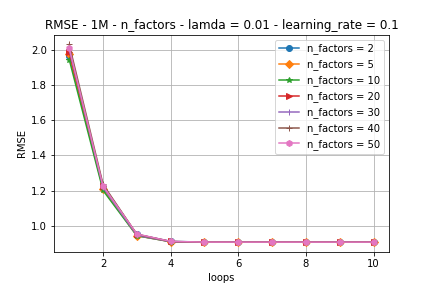 RMSE - 1M - n_factors - lamda = 0.01 - learning_rate = 0.1
2.0
1.8
1.6
1.4
1.2
1.0
RMSE
n_factors = 2
n_factors = 5
n_factors = 10
n_factors = 20
n_factors = 30
n_factors = 40
n_factors = 50
2 4 6 8 10
loops